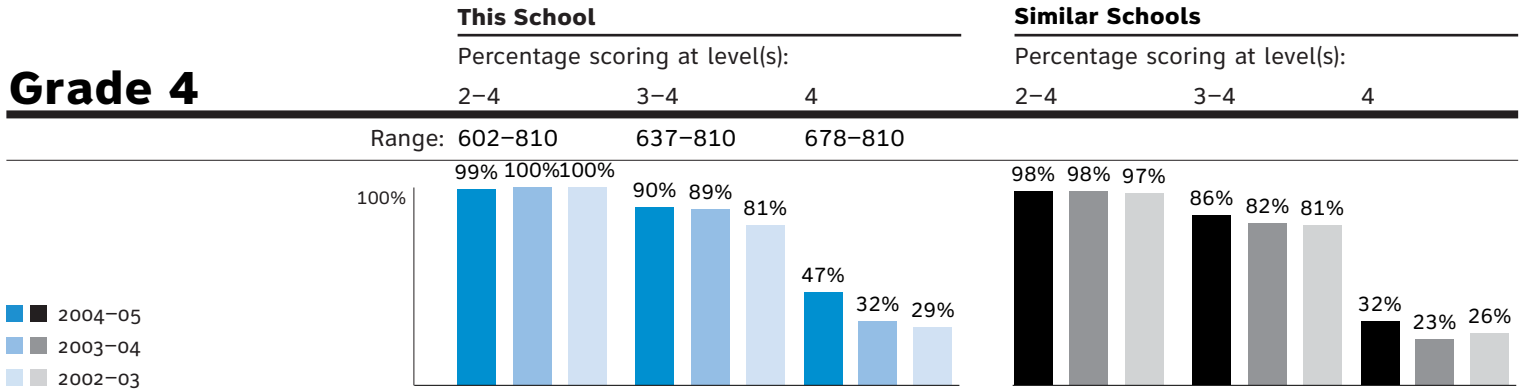 This School Similar Schools
Percentage scoring at level(s): Percentage scoring at level(s):
Grade 4 2–4 3–4 4 2–4 3–4 4
Range: 602–810 637–810 678–810
99% 100% 100% 90% 89% 81% 47% 32% 29% 98% 98% 97% 86% 82% 81% 32% 23% 26%
100%
2004–05
2003–04
2002–03